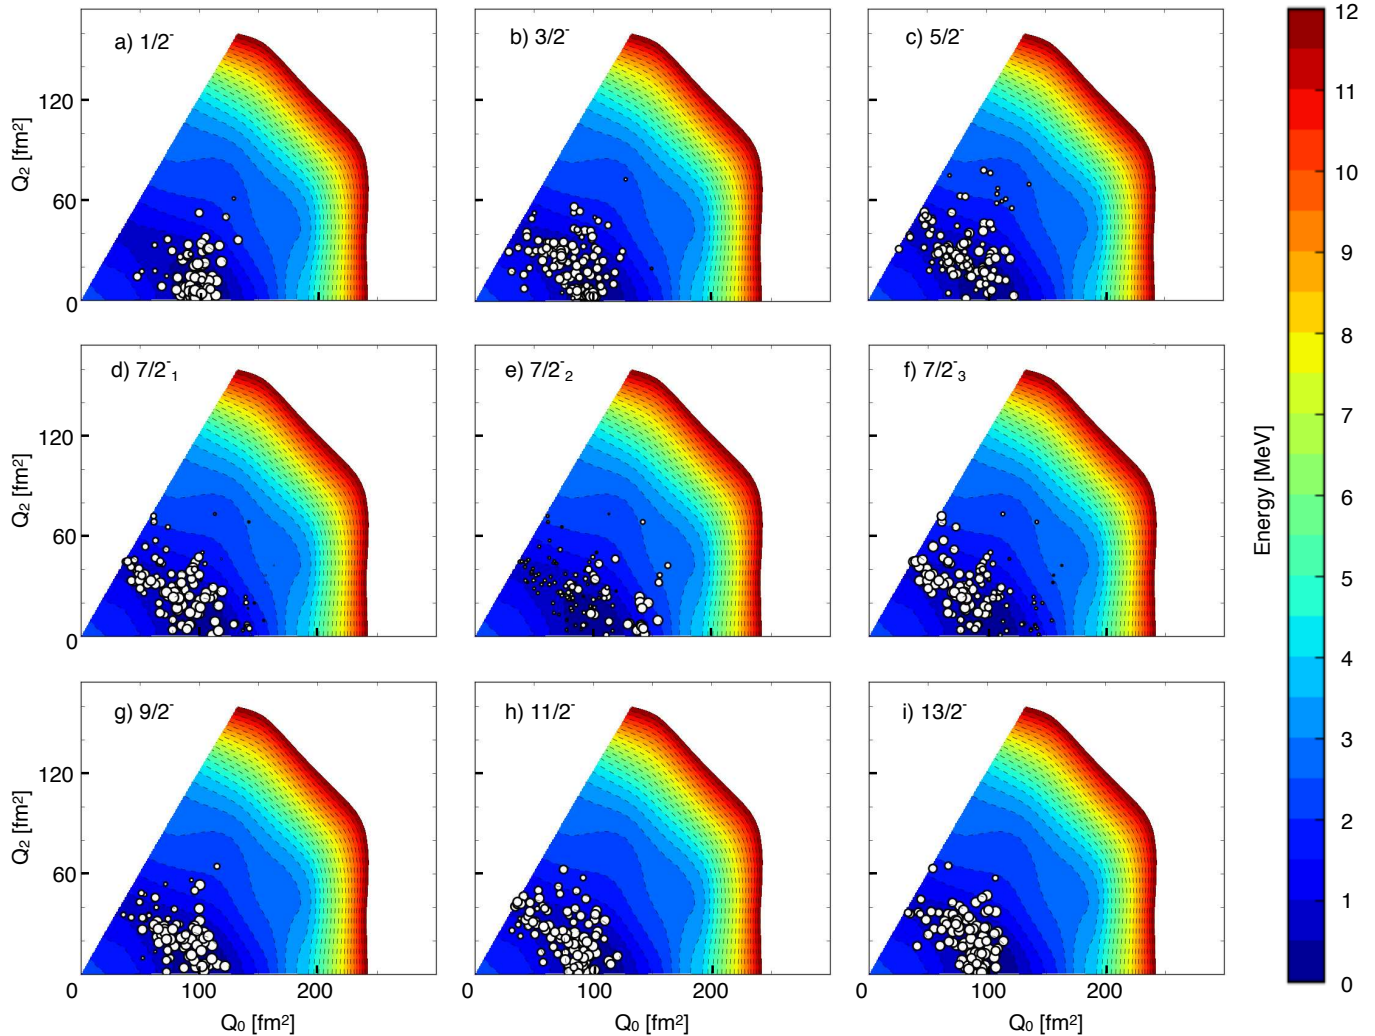 a) 1/2⁻
b) 3/2⁻
c) 5/2⁻
Q₂ [fm²]
120
60
0
d) 7/2⁻₁
e) 7/2⁻₂
f) 7/2⁻₃
Q₂ [fm²]
120
60
0
g) 9/2⁻
h) 11/2⁻
i) 13/2⁻
Q₂ [fm²]
120
60
0 100 200
0 100 200
0 100 200
Q₀ [fm²]
Q₀ [fm²]
Q₀ [fm²]
Energy [MeV]
12
11
10
9
8
7
6
5
4
3
2
1
0